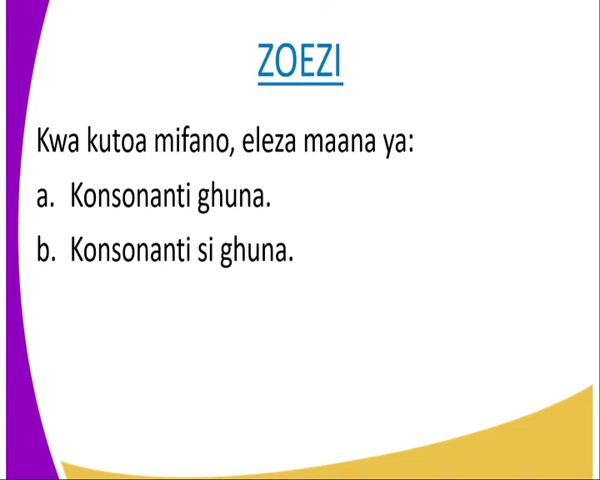 ZOEZI
Kwa kutoa mifano, eleza maana ya:
a. Konsonanti ghuna.
b. Konsonanti si ghuna.